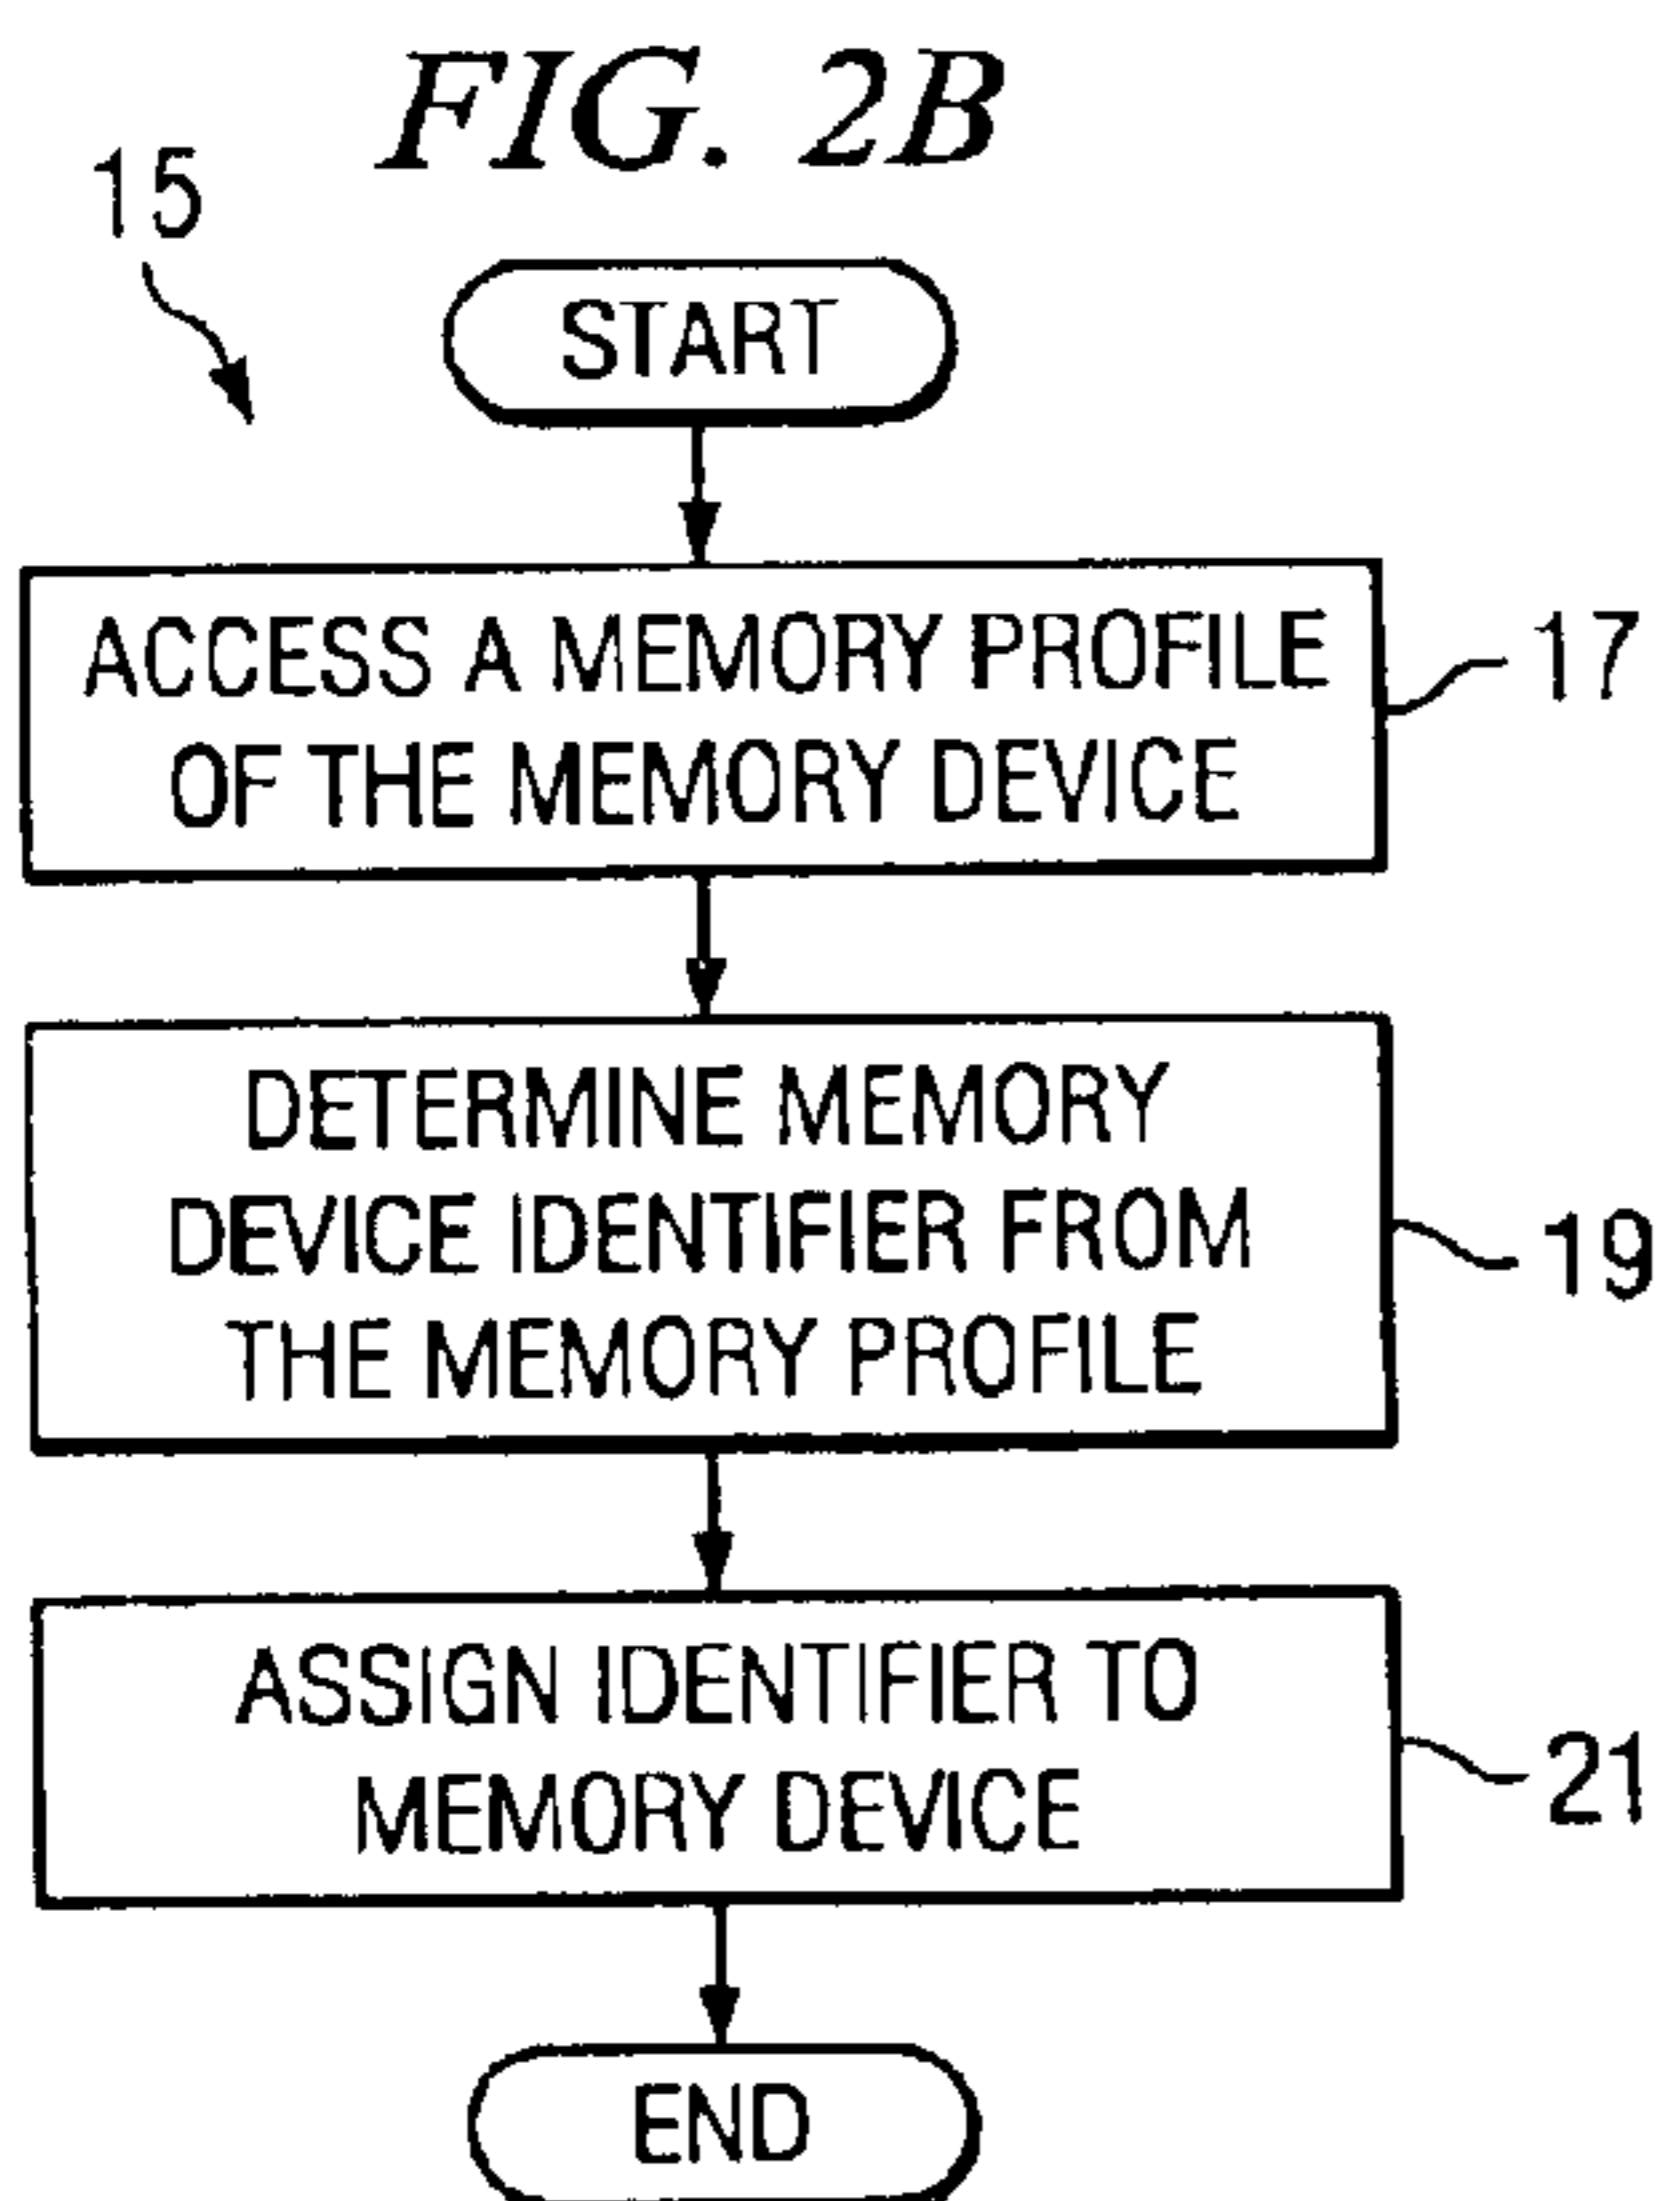 FIG. 2B
15
START
ACCESS A MEMORY PROFILE
OF THE MEMORY DEVICE
17
DETERMINE MEMORY
DEVICE IDENTIFIER FROM
THE MEMORY PROFILE
19
ASSIGN IDENTIFIER TO
MEMORY DEVICE
21
END